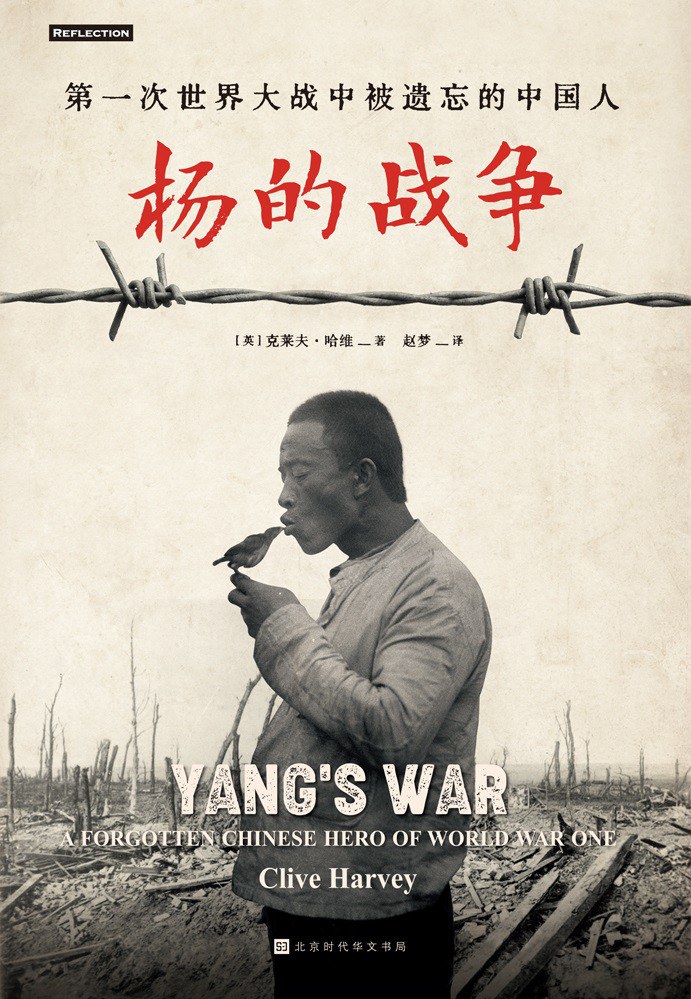 REFLECTION
第一次世界大战中被遗忘的中国人
杨的战争
[英]克莱夫·哈维 著 赵梦 译
YANG'S WAR
A FORGOTTEN CHINESE HERO OF WORLD WAR ONE
Clive Harvey
北京时代华文书局